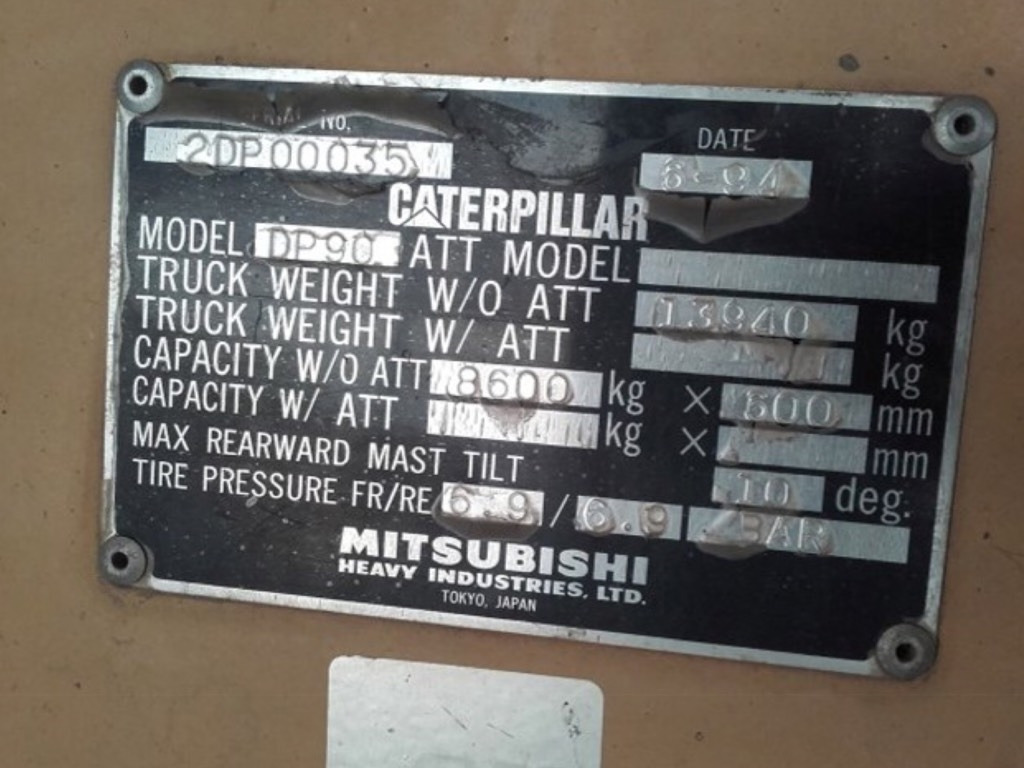 SERIAL NO.
DATE
2DP00035
6-94
CATERPILLAR
MODEL DP90 ATT MODEL
TRUCK WEIGHT W/O ATT 13940 kg
TRUCK WEIGHT W/ ATT kg
CAPACITY W/O ATT 8600 kg × 600 mm
CAPACITY W/ ATT kg × mm
MAX REARWARD MAST TILT 10 deg.
TIRE PRESSURE FR/RE 6.9 / 6.9 BAR
MITSUBISHI
HEAVY INDUSTRIES, LTD.
TOKYO, JAPAN